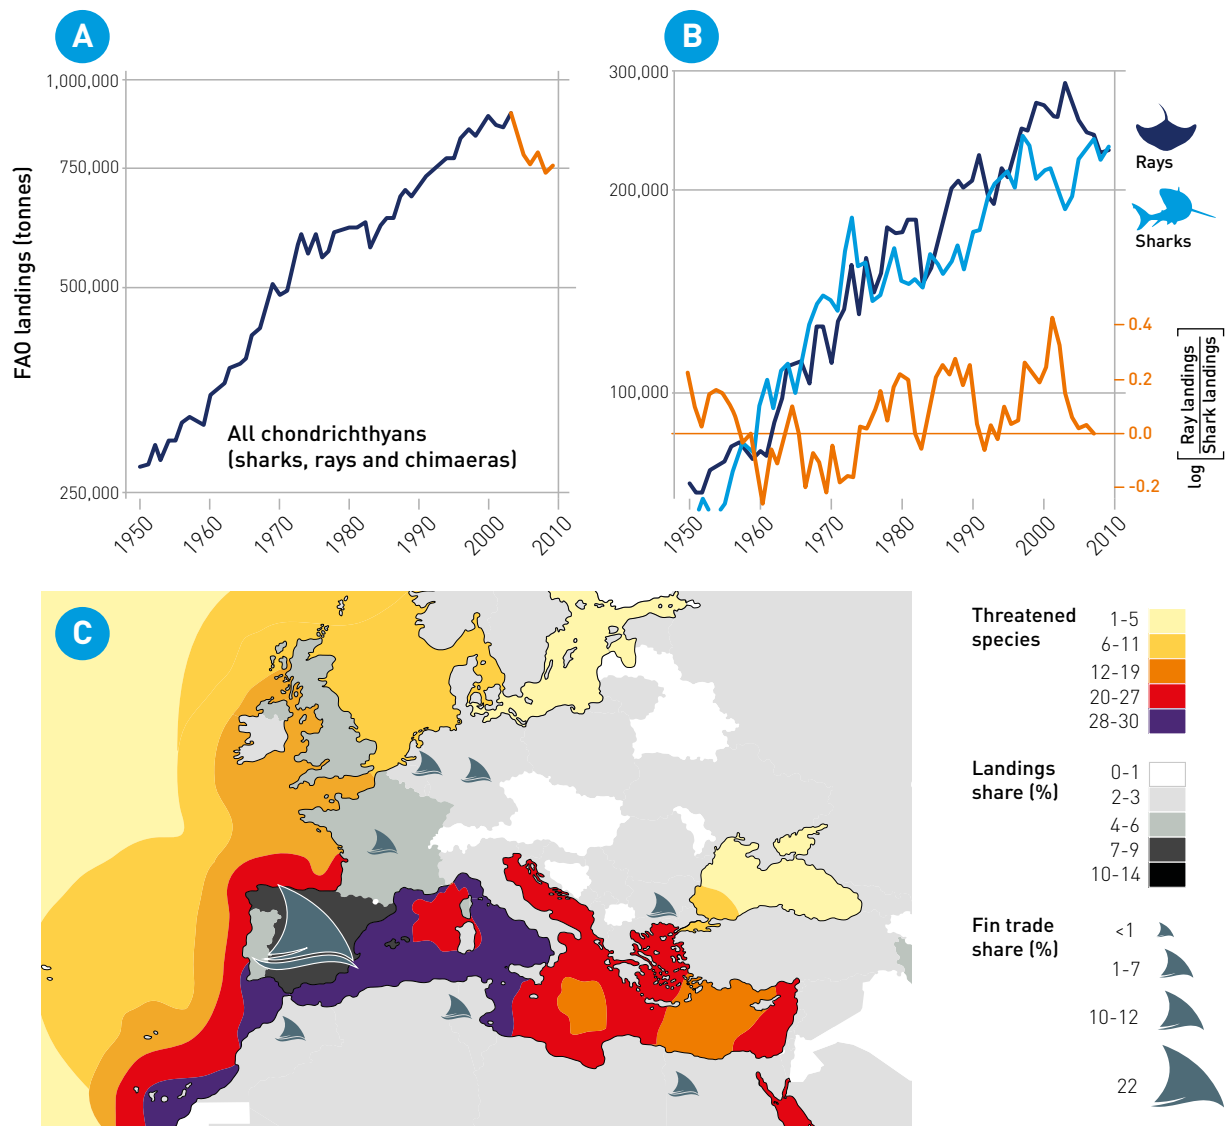 A
B
1,000,000
750,000
500,000
250,000
FAO landings (tonnes)
All chondrichthyans
(sharks, rays and chimaeras)
1950
1960
1970
1980
1990
2000
2010
300,000
200,000
100,000
Rays
Sharks
0.4
0.2
0.0
-0.2
log
Ray landings
Shark landings
1950
1960
1970
1980
1990
2000
2010
C
Threatened
species
1-5
6-11
12-19
20-27
28-30
Landings
share (%)
0-1
2-3
4-6
7-9
10-14
Fin trade
share (%)
<1
1-7
10-12
22